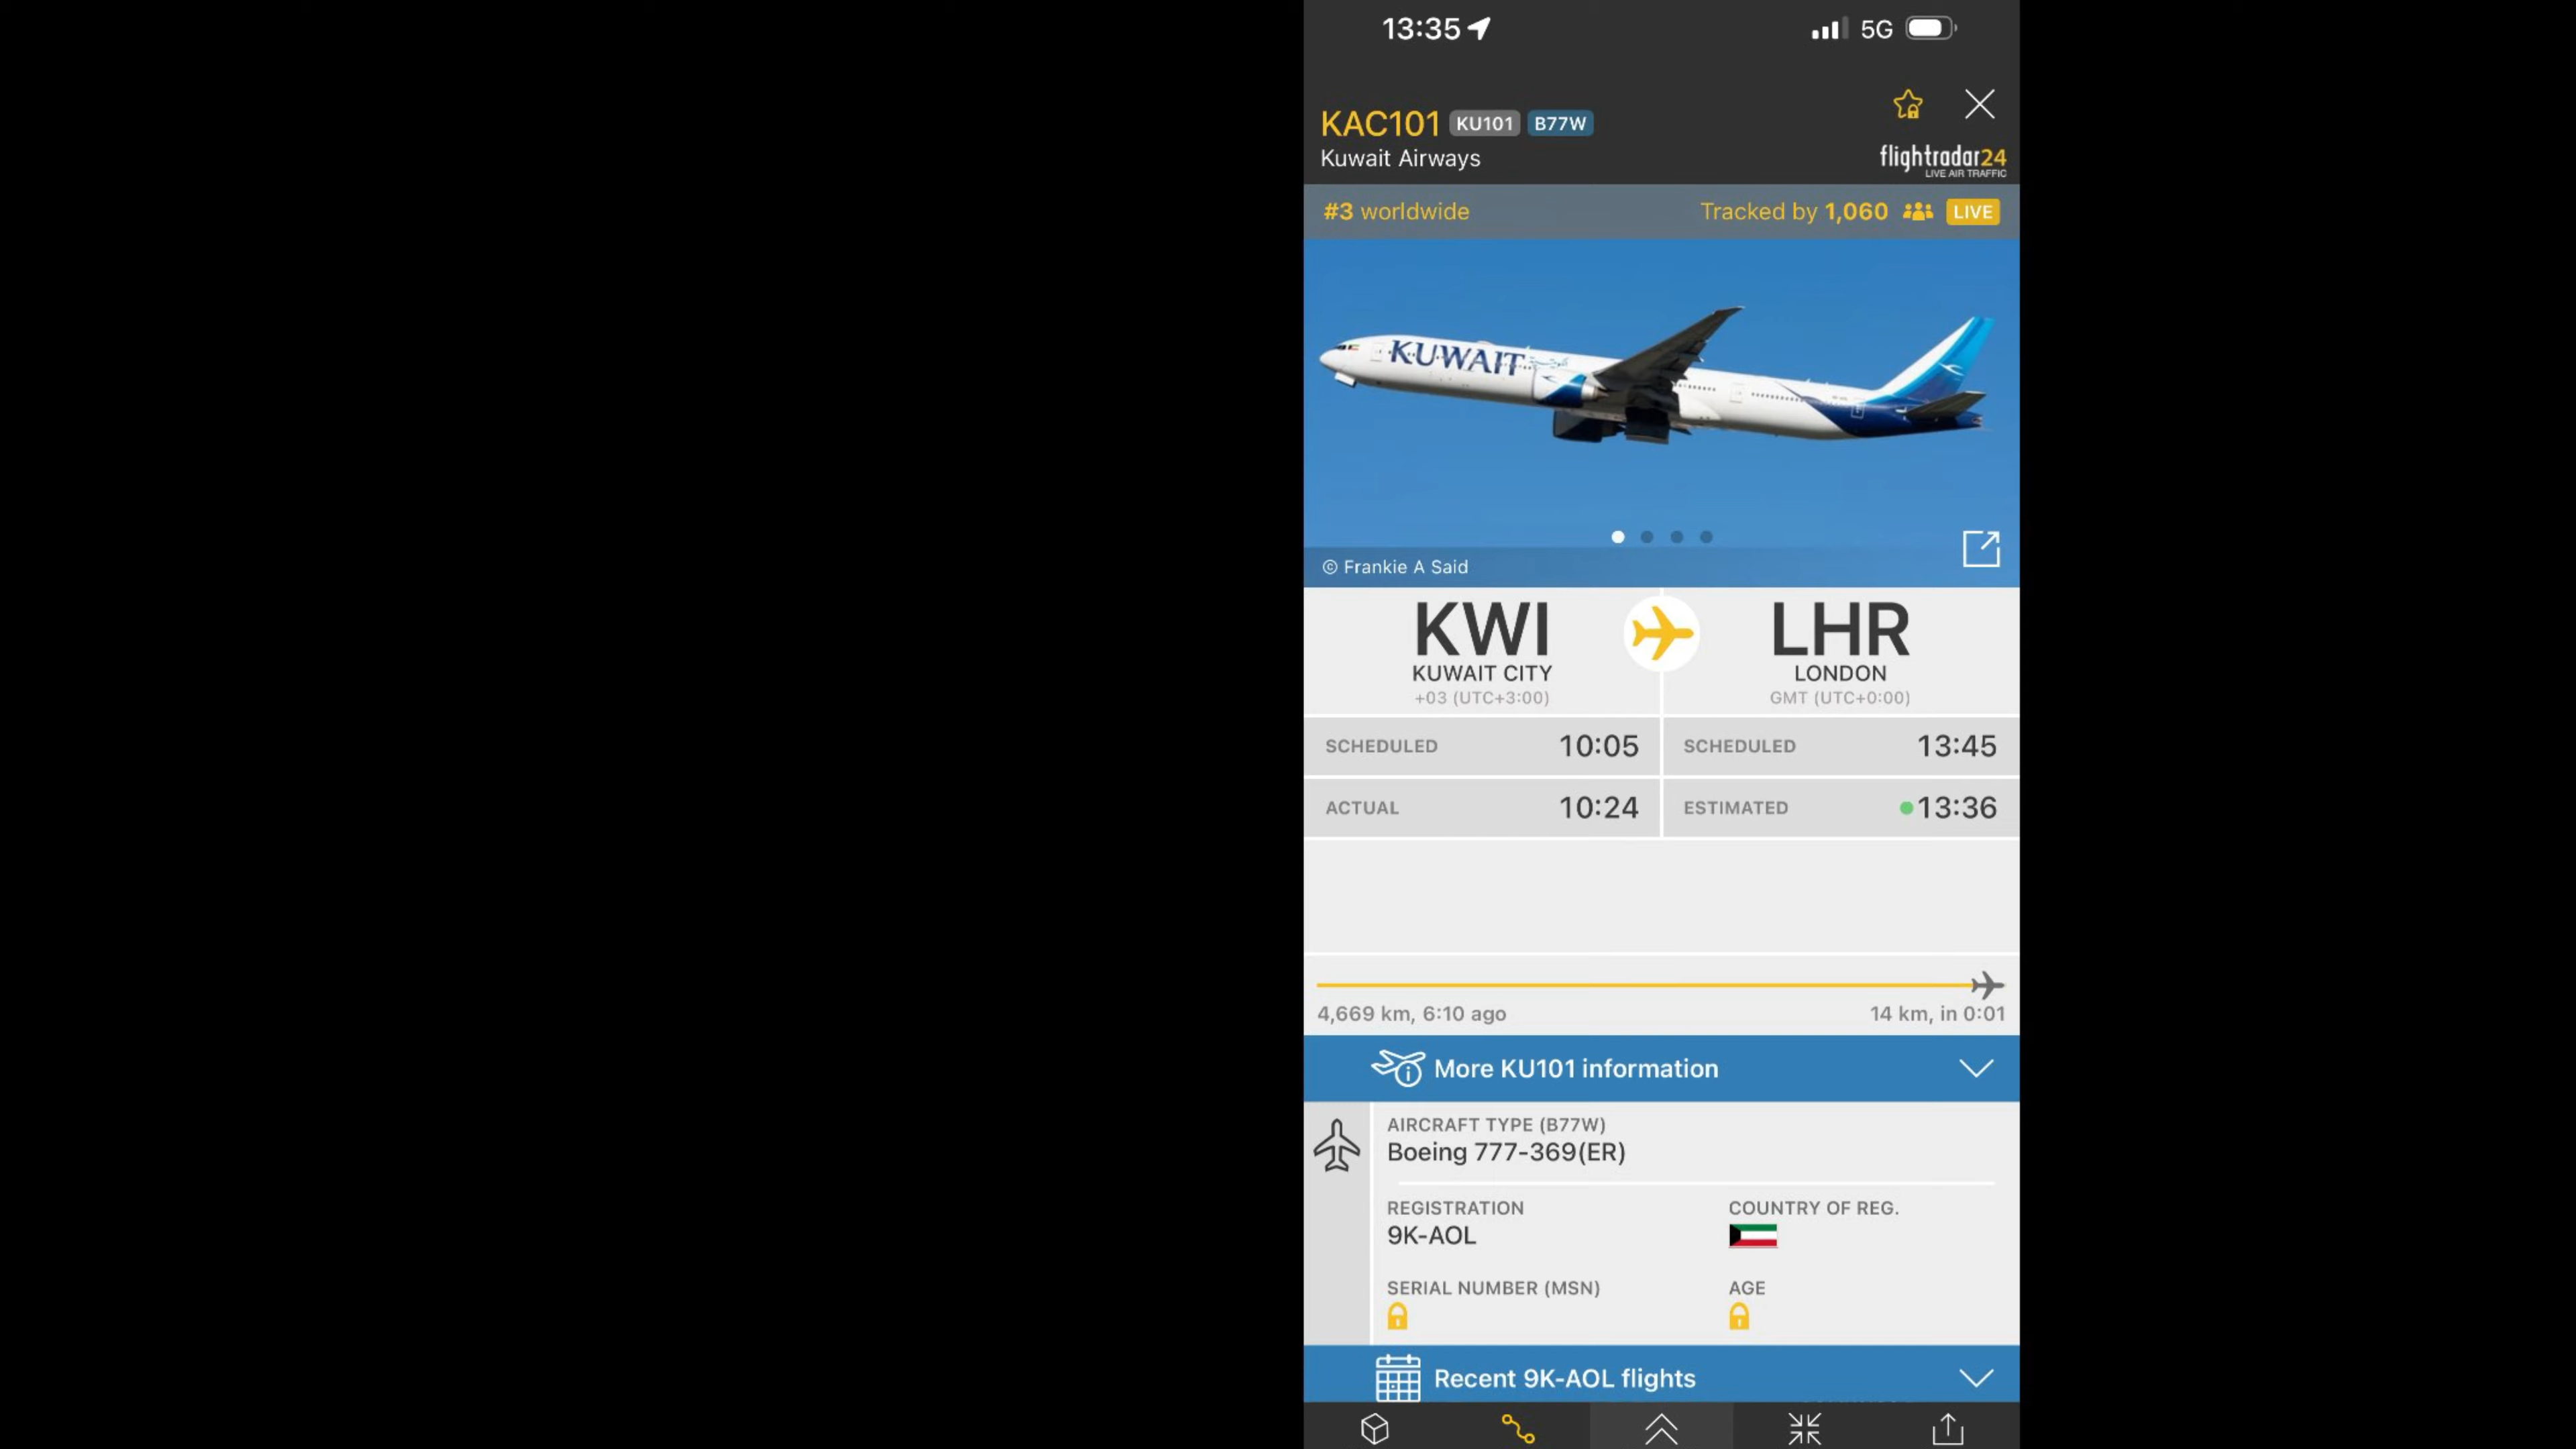 13:35
5G
KAC101 KU101 B77W
Kuwait Airways
flightradar24
LIVE AIR TRAFFIC
#3 worldwide
Tracked by 1,060 LIVE
KUWAIT
© Frankie A Said
KWI
KUWAIT CITY
+03 (UTC+3:00)
LHR
LONDON
GMT (UTC+0:00)
SCHEDULED 10:05
SCHEDULED 13:45
ACTUAL 10:24
ESTIMATED 13:36
4,669 km, 6:10 ago
14 km, in 0:01
More KU101 information
AIRCRAFT TYPE (B77W)
Boeing 777-369(ER)
REGISTRATION
9K-AOL
COUNTRY OF REG.
SERIAL NUMBER (MSN)
AGE
Recent 9K-AOL flights